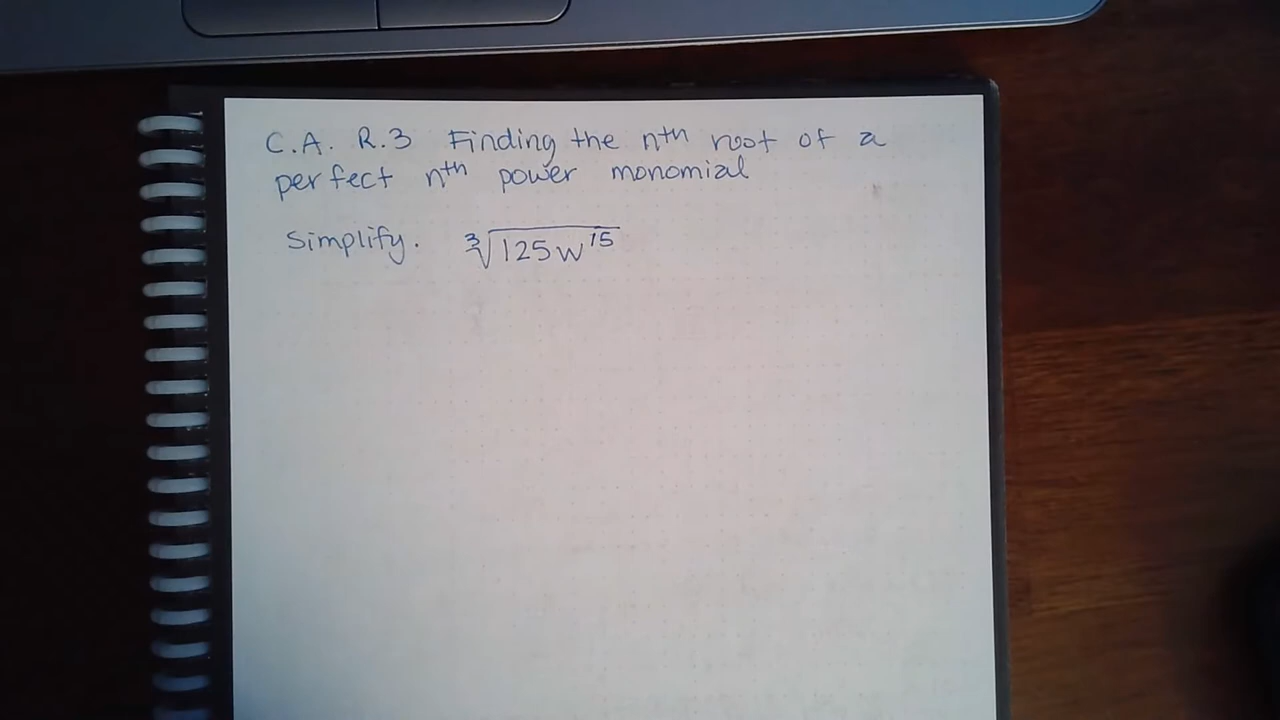 C.A. R.3 Finding the nth root of a
perfect nth power monomial
Simplify. ∛125w¹⁵